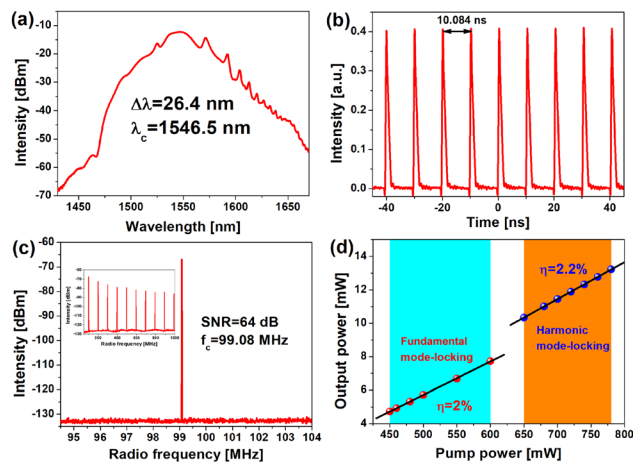 (a)
Δλ=26.4 nm
λc=1546.5 nm
Intensity [dBm]
-10
-20
-30
-40
-50
-60
-70
1450
1500
1550
1600
1650
Wavelength [nm]
(b)
10.084 ns
Intensity [a.u.]
0.4
0.3
0.2
0.1
0.0
-40
-20
0
20
40
Time [ns]
(c)
SNR=64 dB
fc=99.08 MHz
Intensity [dBm]
-60
-70
-80
-90
-100
-110
-120
-130
95
96
97
98
99
100
101
102
103
104
Radio frequency [MHz]
Intensity [dBm]
Radio frequency [MHz]
(d)
η=2.2%
Fundamental
mode-locking
Harmonic
mode-locking
η=2%
Output power [mW]
14
12
10
8
6
4
450
500
550
600
650
700
750
800
Pump power [mW]